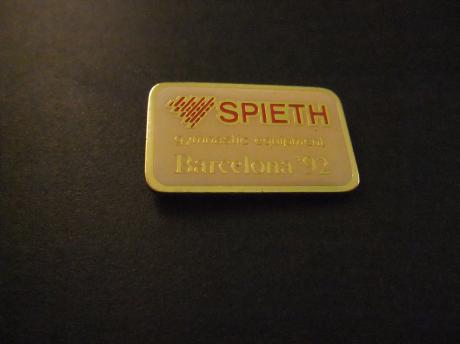 SPIETH
gymnastic equipment
Barcelona '92